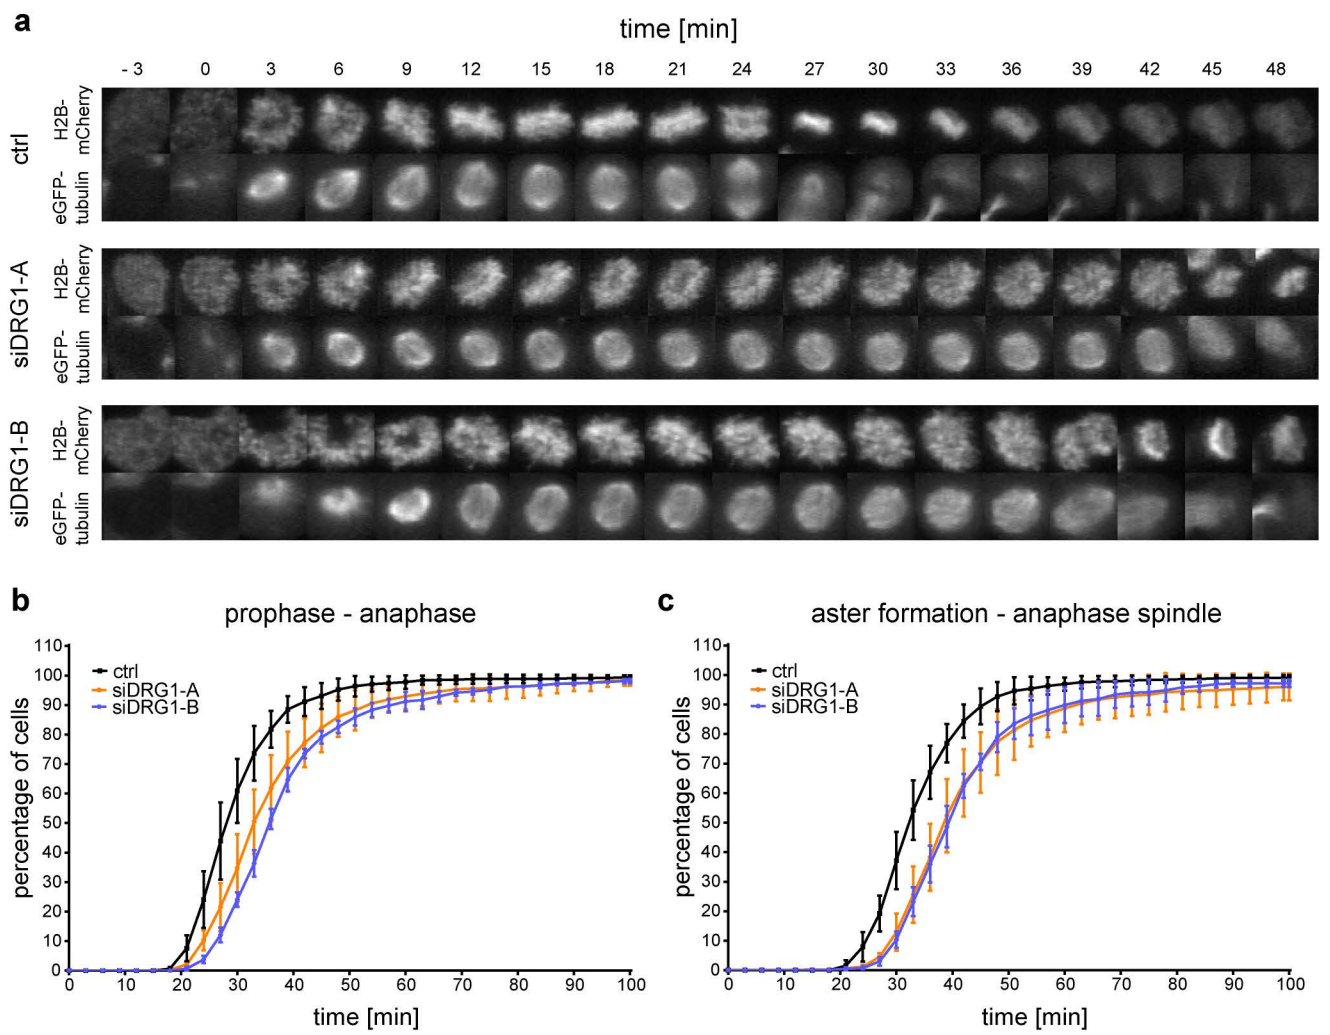 a
time [min]
- 3 0 3 6 9 12 15 18 21 24 27 30 33 36 39 42 45 48
ctrl
H2B-
mCherry
eGFP-
tubulin
siDRG1-A
H2B-
mCherry
eGFP-
tubulin
siDRG1-B
H2B-
mCherry
eGFP-
tubulin
b
prophase - anaphase
percentage of cells
110
100
90
80
70
60
50
40
30
20
10
0
ctrl
siDRG1-A
siDRG1-B
0 10 20 30 40 50 60 70 80 90 100
time [min]
c
aster formation - anaphase spindle
percentage of cells
110
100
90
80
70
60
50
40
30
20
10
0
ctrl
siDRG1-A
siDRG1-B
0 10 20 30 40 50 60 70 80 90 100
time [min]